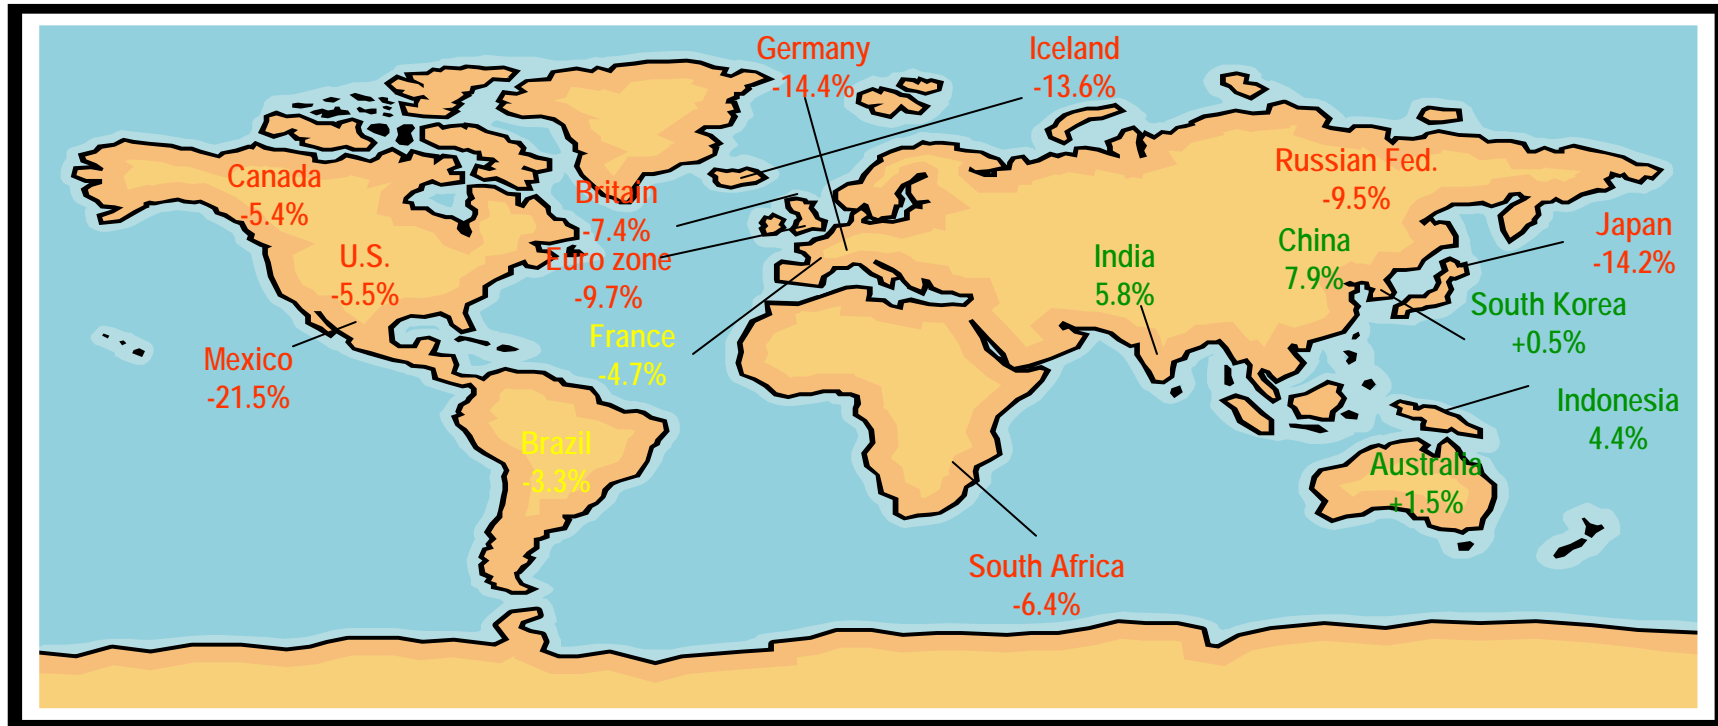 Germany
-14.4%
Iceland
-13.6%
Canada
-5.4%
Britain
-7.4%
Russian Fed.
-9.5%
U.S.
-5.5%
Euro zone
-9.7%
India
5.8%
China
7.9%
Japan
-14.2%
South Korea
+0.5%
France
-4.7%
Mexico
-21.5%
Indonesia
4.4%
Brazil
-3.3%
Australia
+1.5%
South Africa
-6.4%